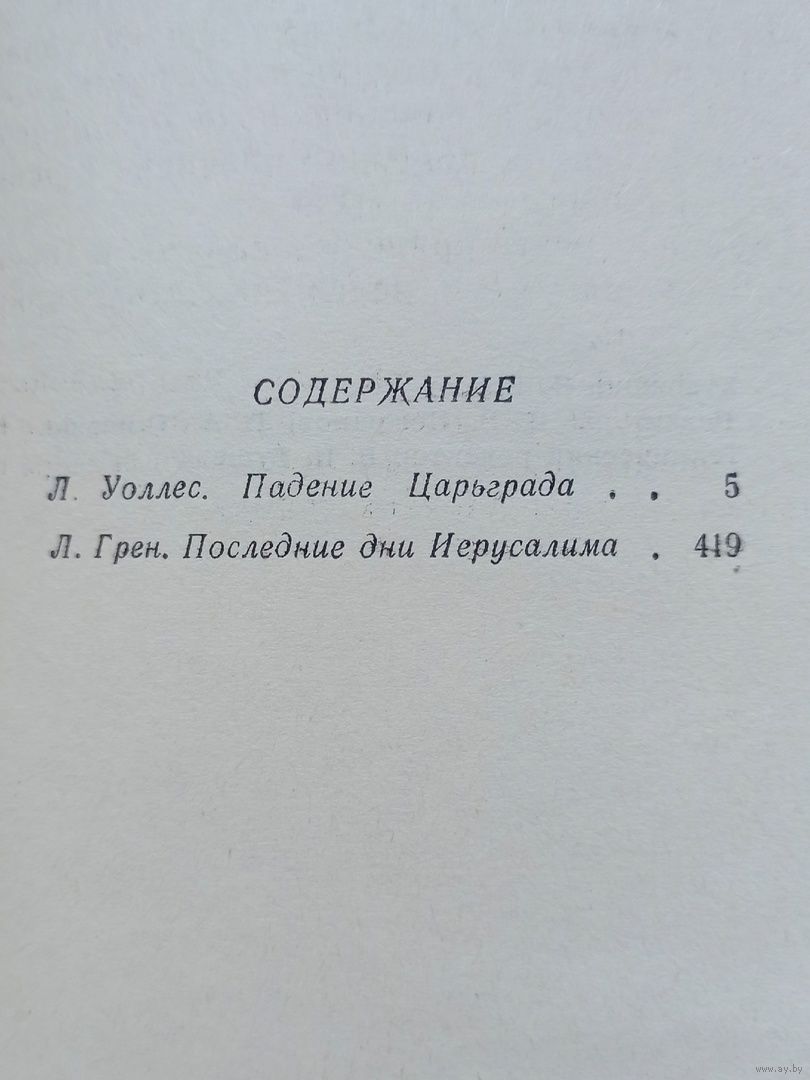 СОДЕРЖАНИЕ
Л. Уоллес. Падение Царьграда . . 5
Л. Грен. Последние дни Иерусалима . 419
www.ay.by